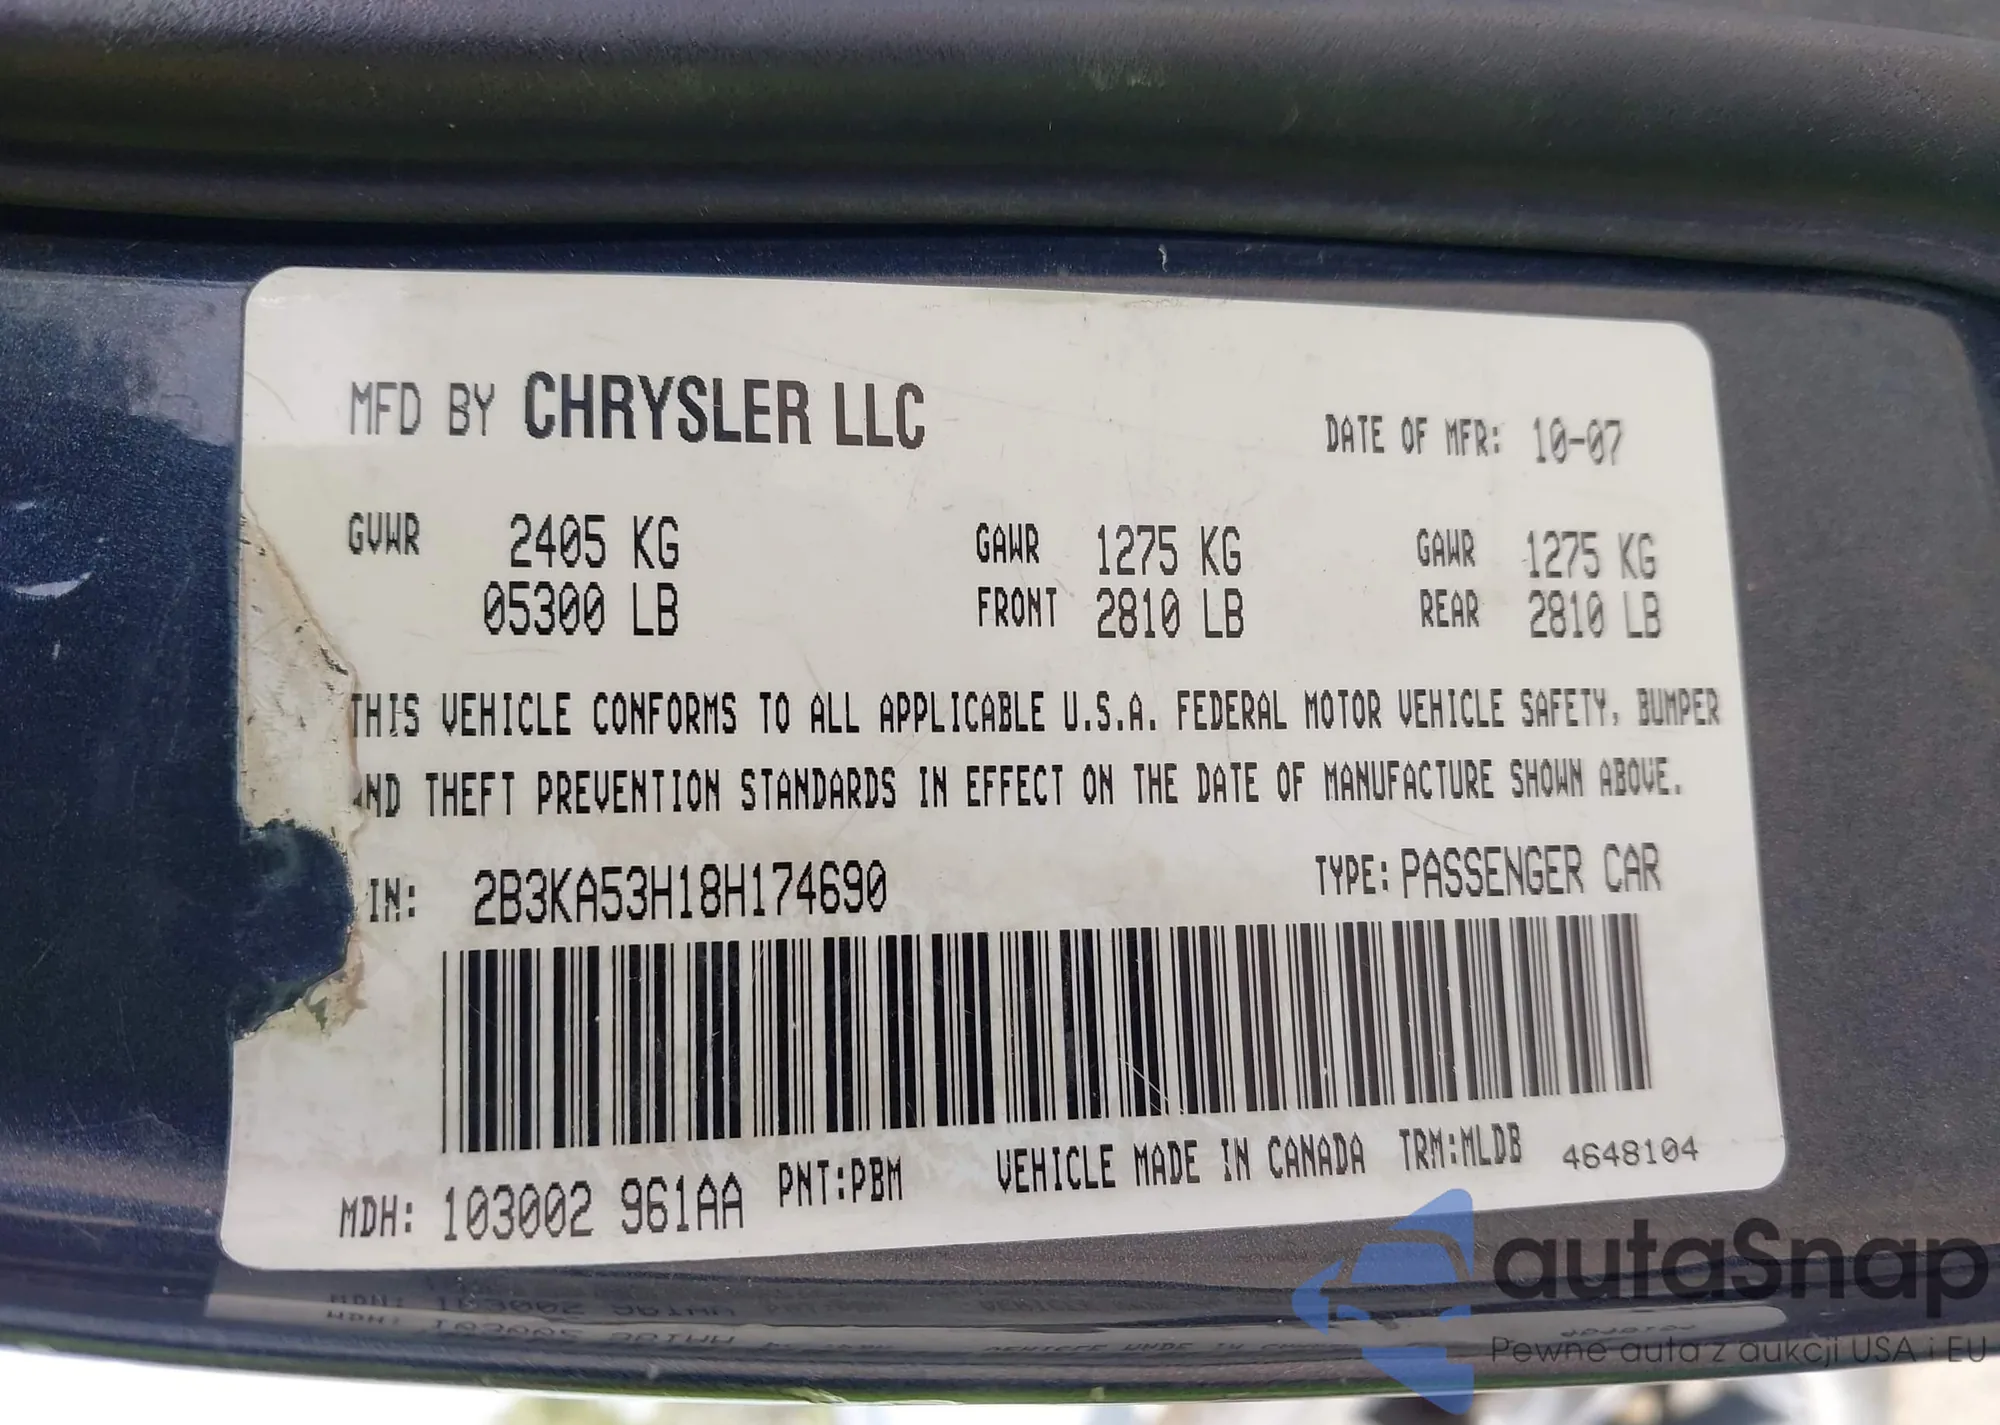 MFD BY CHRYSLER LLC
DATE OF MFR: 10-07
GVWR 2405 KG
05300 LB
GAWR 1275 KG
FRONT 2810 LB
GAWR 1275 KG
REAR 2810 LB
THIS VEHICLE CONFORMS TO ALL APPLICABLE U.S.A. FEDERAL MOTOR VEHICLE SAFETY, BUMPER
ND THEFT PREVENTION STANDARDS IN EFFECT ON THE DATE OF MANUFACTURE SHOWN ABOVE.
IN: 2B3KA53H18H174690
TYPE: PASSENGER CAR
MDH: 103002 961AA PNT:PBM VEHICLE MADE IN CANADA TRM:MLDB 4648104
autaSnap
Pewne auta z aukcji USA i EU